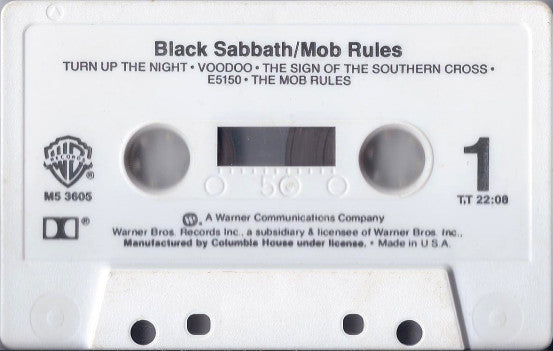 Black Sabbath/Mob Rules
TURN UP THE NIGHT • VOODOO • THE SIGN OF THE SOUTHERN CROSS •
E5150 • THE MOB RULES
WB
RECORDS
®
M5 3605
®
1
T.T 22:08
50
A Warner Communications Company
Warner Bros. Records Inc., a subsidiary & licensee of Warner Bros. Inc.,
Manufactured by Columbia House under license. • Made in U.S.A.